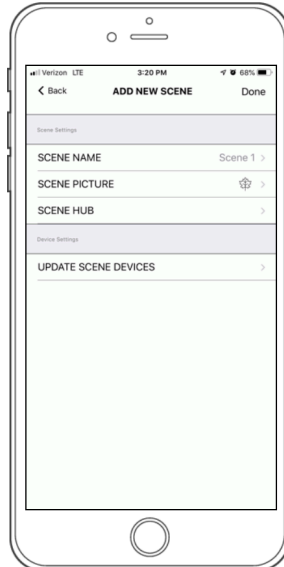 Verizon LTE 3:20 PM 68%
Back ADD NEW SCENE Done
Scene Settings
SCENE NAME Scene 1
SCENE PICTURE
SCENE HUB
Device Settings
UPDATE SCENE DEVICES